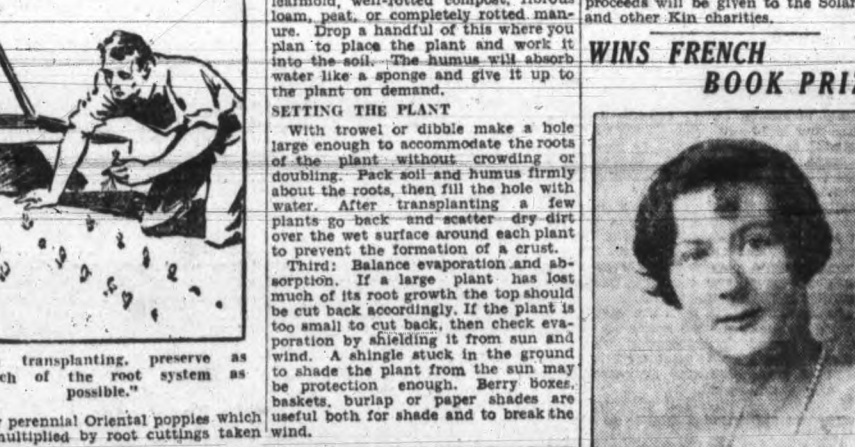 transplanting, preserve as
of the root system as
possible."
perennial Oriental poppies which
multiplied by root cuttings taken
leafmold, well-rotted compost, fibrous
loam, peat, or completely rotted man-
ure. Drop a handful of this where you
plan to place the plant and work it
into the soil. The humus will absorb
water like a sponge and give it up to
the plant on demand.
SETTING THE PLANT
With trowel or dibble make a hole
large enough to accommodate the roots
of the plant without crowding or
doubling. Pack soil and humus firmly
about the roots, then fill the hole with
water. After transplanting a few
plants go back and scatter dry dirt
over the wet surface around each plant
to prevent the formation of a crust.
Third: Balance evaporation and ab-
sorption. If a large plant has lost
much of its root growth the top should
be cut back accordingly. If the plant is
too small to cut back, then check eva-
poration by shielding it from sun and
wind. A shingle stuck in the ground
to shade the plant from the sun may
be protection enough. Berry boxes,
baskets, burlap or paper shades are
useful both for shade and to break the
wind.
proceeds will be given to the
and other Kin charities.
WINS FRENCH
BOOK